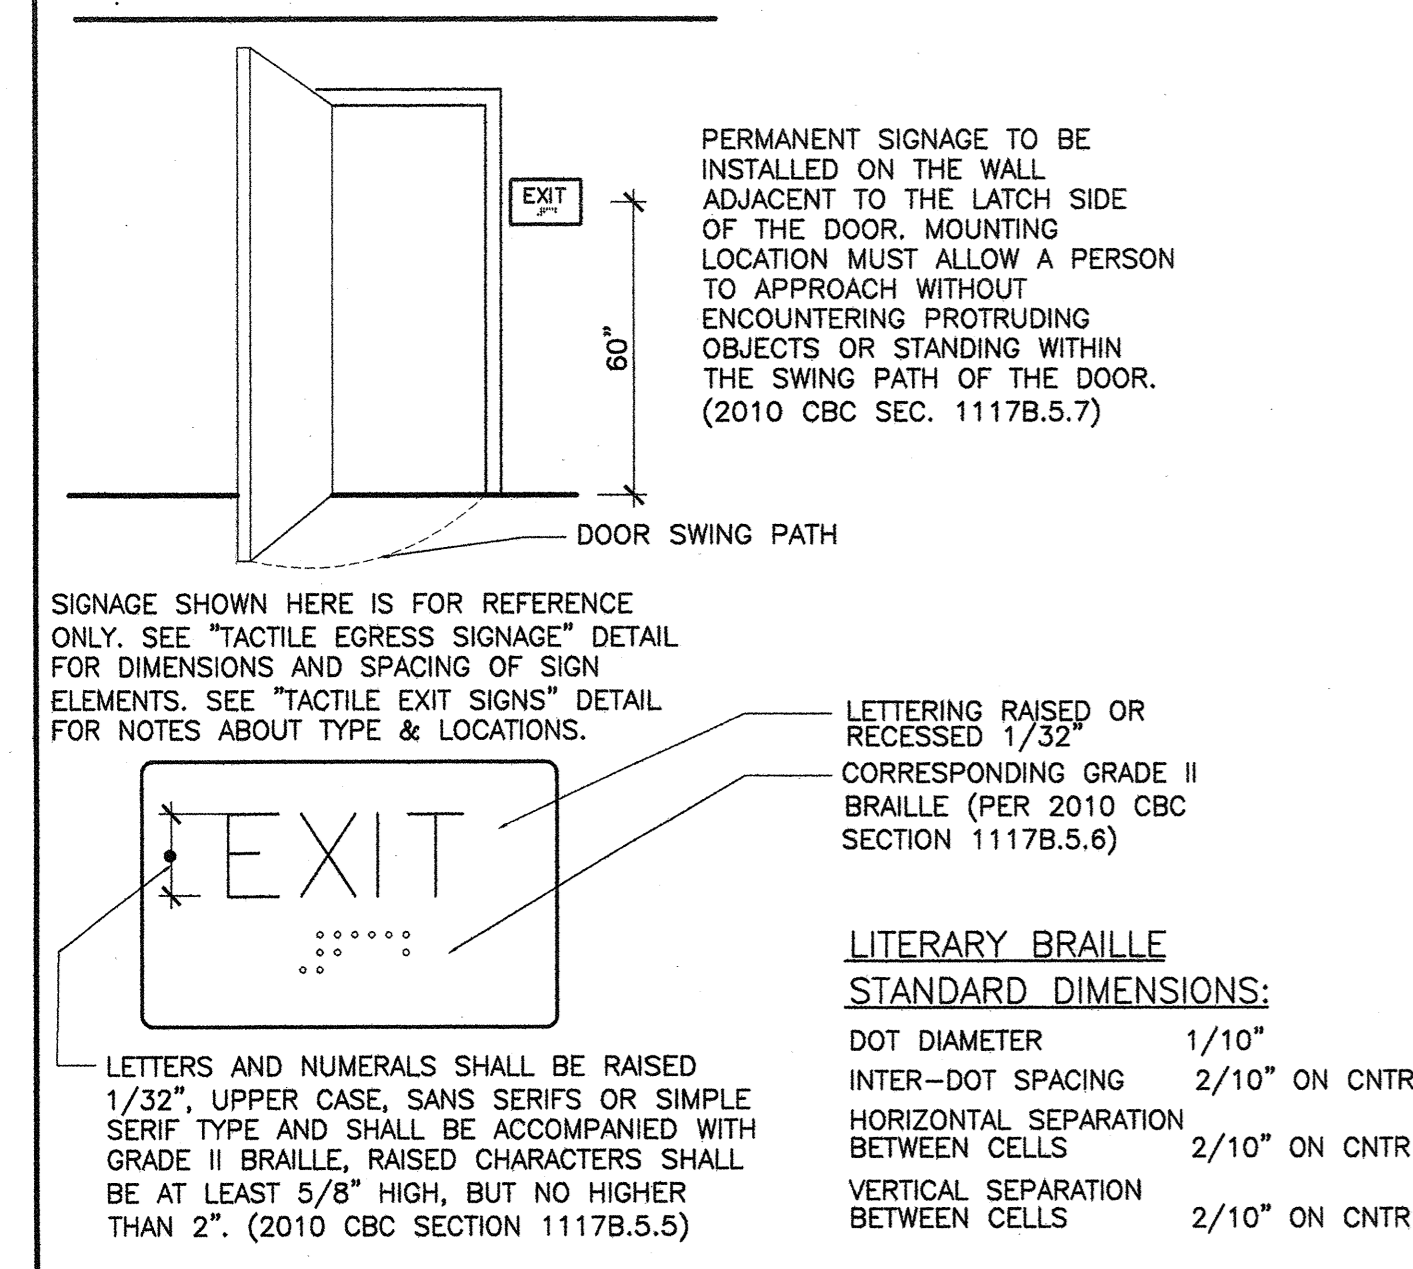 EXIT
PERMANENT SIGNAGE TO BE
INSTALLED ON THE WALL
ADJACENT TO THE LATCH SIDE
OF THE DOOR. MOUNTING
LOCATION MUST ALLOW A PERSON
TO APPROACH WITHOUT
ENCOUNTERING PROTRUDING
OBJECTS OR STANDING WITHIN
THE SWING PATH OF THE DOOR.
(2010 CBC SEC. 1117B.5.7)
60"
DOOR SWING PATH
SIGNAGE SHOWN HERE IS FOR REFERENCE
ONLY. SEE "TACTILE EGRESS SIGNAGE" DETAIL
FOR DIMENSIONS AND SPACING OF SIGN
ELEMENTS. SEE "TACTILE EXIT SIGNS" DETAIL
FOR NOTES ABOUT TYPE & LOCATIONS.
LETTERING RAISED OR
RECESSED 1/32"
CORRESPONDING GRADE II
BRAILLE (PER 2010 CBC
SECTION 1117B.5.6)
EXIT
LETTERS AND NUMERALS SHALL BE RAISED
1/32", UPPER CASE, SANS SERIFS OR SIMPLE
SERIF TYPE AND SHALL BE ACCOMPANIED WITH
GRADE II BRAILLE, RAISED CHARACTERS SHALL
BE AT LEAST 5/8" HIGH, BUT NO HIGHER
THAN 2". (2010 CBC SECTION 1117B.5.5)
LITERARY BRAILLE
STANDARD DIMENSIONS:
DOT DIAMETER 1/10"
INTER-DOT SPACING 2/10" ON CNTR
HORIZONTAL SEPARATION
BETWEEN CELLS 2/10" ON CNTR
VERTICAL SEPARATION
BETWEEN CELLS 2/10" ON CNTR